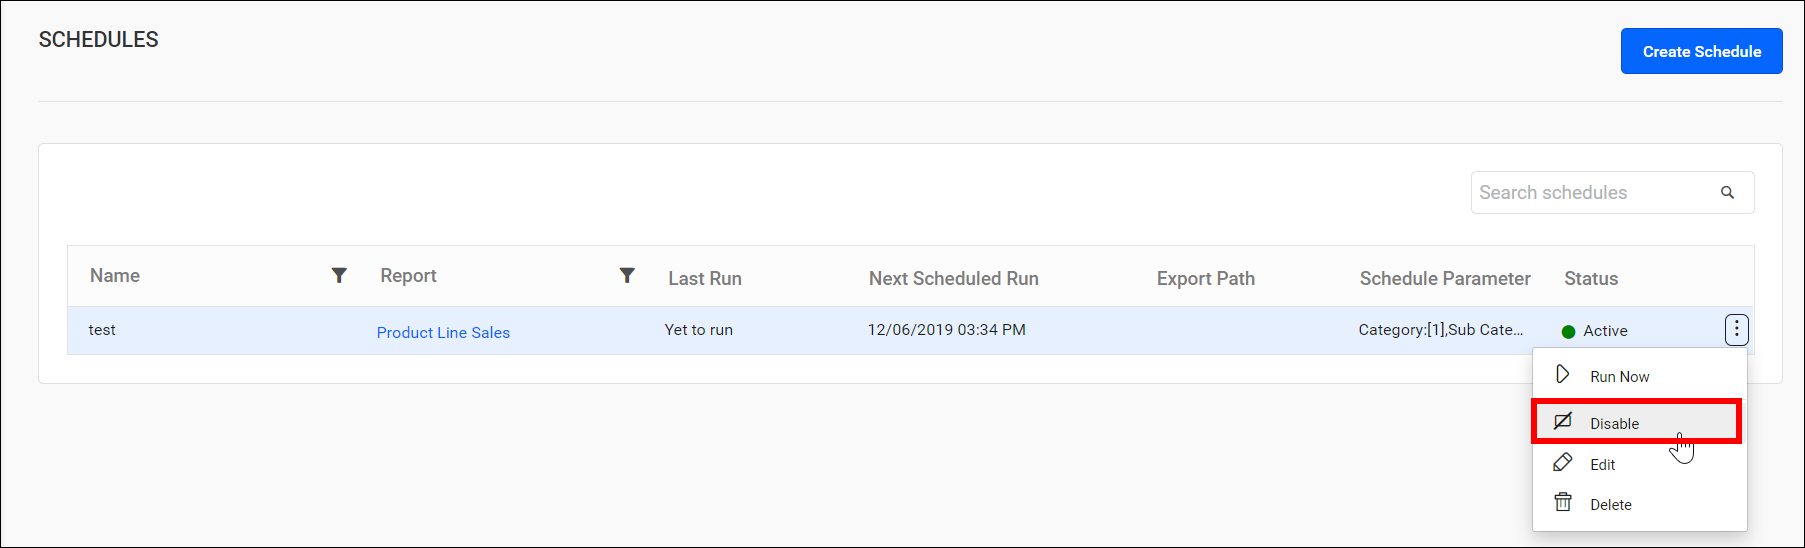 SCHEDULES
Create Schedule
Search schedules
Name Report Last Run Next Scheduled Run Export Path Schedule Parameter Status
test Product Line Sales Yet to run 12/06/2019 03:34 PM Category:[1],Sub Cate... Active
Run Now
Disable
Edit
Delete